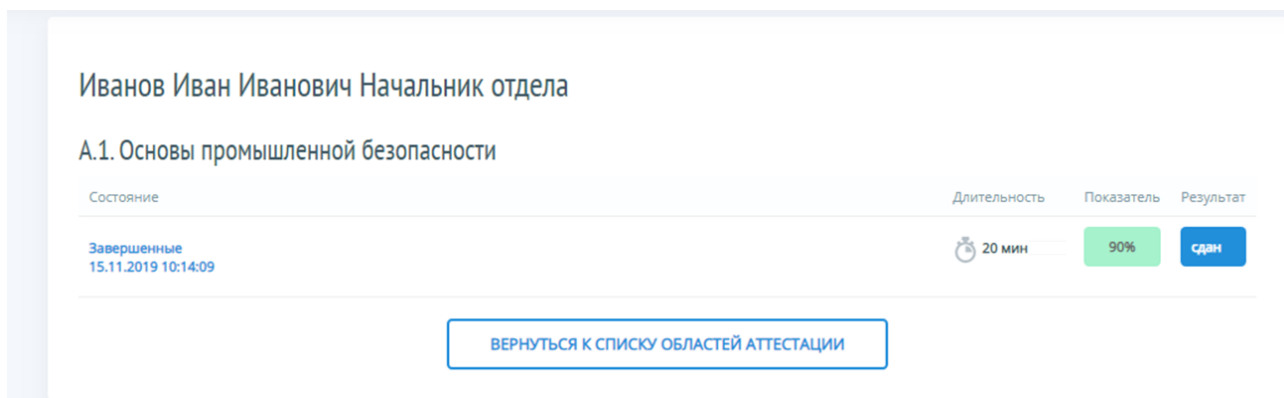 Иванов Иван Иванович Начальник отдела
А.1. Основы промышленной безопасности
Состояние Длительность Показатель Результат
Завершенные 20 мин 90% сдан
15.11.2019 10:14:09
ВЕРНУТЬСЯ К СПИСКУ ОБЛАСТЕЙ АТТЕСТАЦИИ